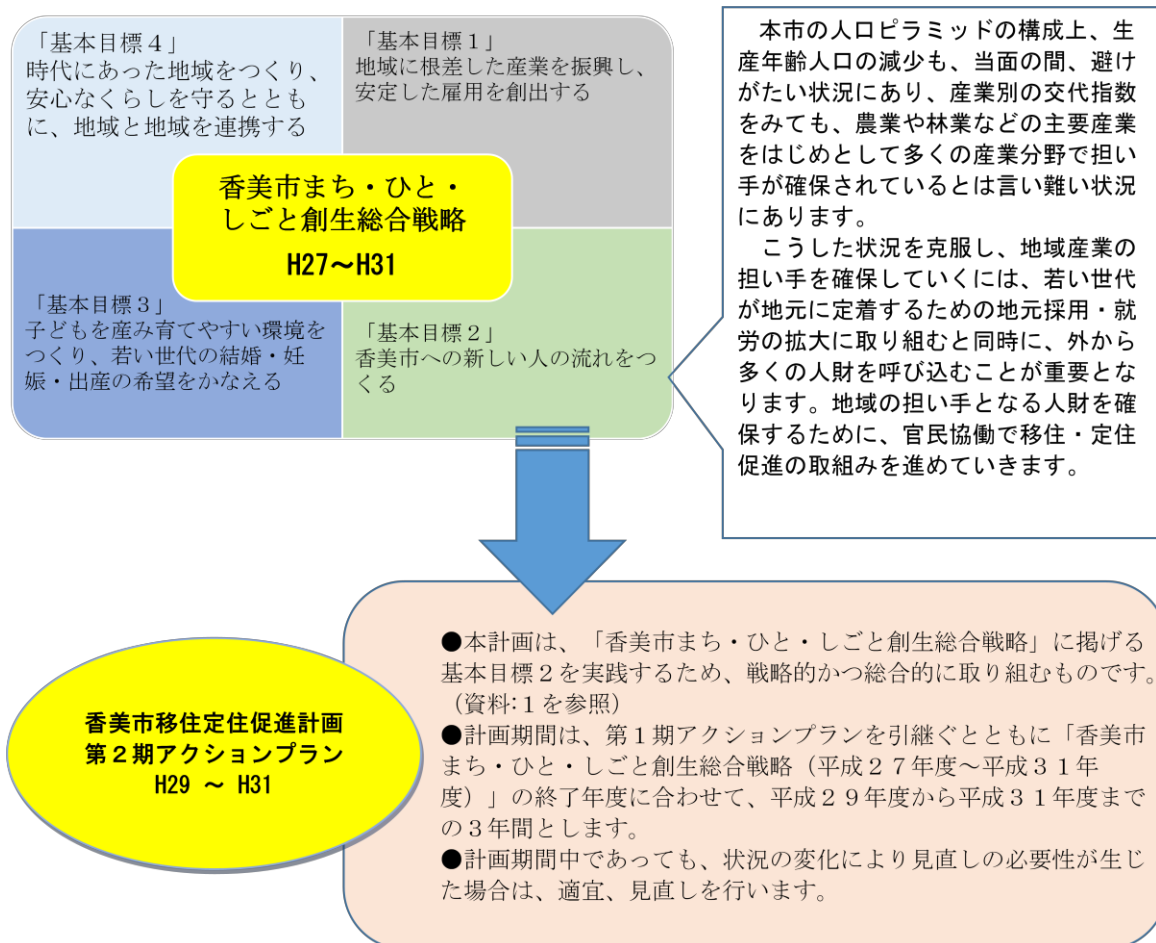 「基本目標４」
時代にあった地域をつくり、
安心なくらしを守るととも
に、地域と地域を連携する
「基本目標１」
地域に根差した産業を振興し、
安定した雇用を創出する
香美市まち・ひと・
しごと創生総合戦略
H27～H31
「基本目標３」
子どもを産み育てやすい環境を
つくり、若い世代の結婚・妊
娠・出産の希望をかなえる
「基本目標２」
香美市への新しい人の流れをつ
くる
本市の人口ピラミッドの構成上、生
産年齢人口の減少も、当面の間、避け
がたい状況にあり、産業別の交代指数
をみても、農業や林業などの主要産業
をはじめとして多くの産業分野で担い
手が確保されているとは言い難い状況
にあります。
こうした状況を克服し、地域産業の
担い手を確保していくには、若い世代
が地元に定着するための地元採用・就
労の拡大に取り組むと同時に、外から
多くの人財を呼び込むことが重要とな
ります。地域の担い手となる人財を確
保するために、官民協働で移住・定住
促進の取組みを進めていきます。
香美市移住定住促進計画
第２期アクションプラン
H29 ～ H31
●本計画は、「香美市まち・ひと・しごと創生総合戦略」に掲げる
基本目標２を実践するため、戦略的かつ総合的に取り組むものです。
（資料:１を参照）
●計画期間は、第１期アクションプランを引継ぐとともに「香美市
まち・ひと・しごと創生総合戦略（平成２７年度～平成３１年
度）」の終了年度に合わせて、平成２９年度から平成３１年度まで
の３年間とします。
●計画期間中であっても、状況の変化により見直しの必要性が生じ
た場合は、適宜、見直しを行います。